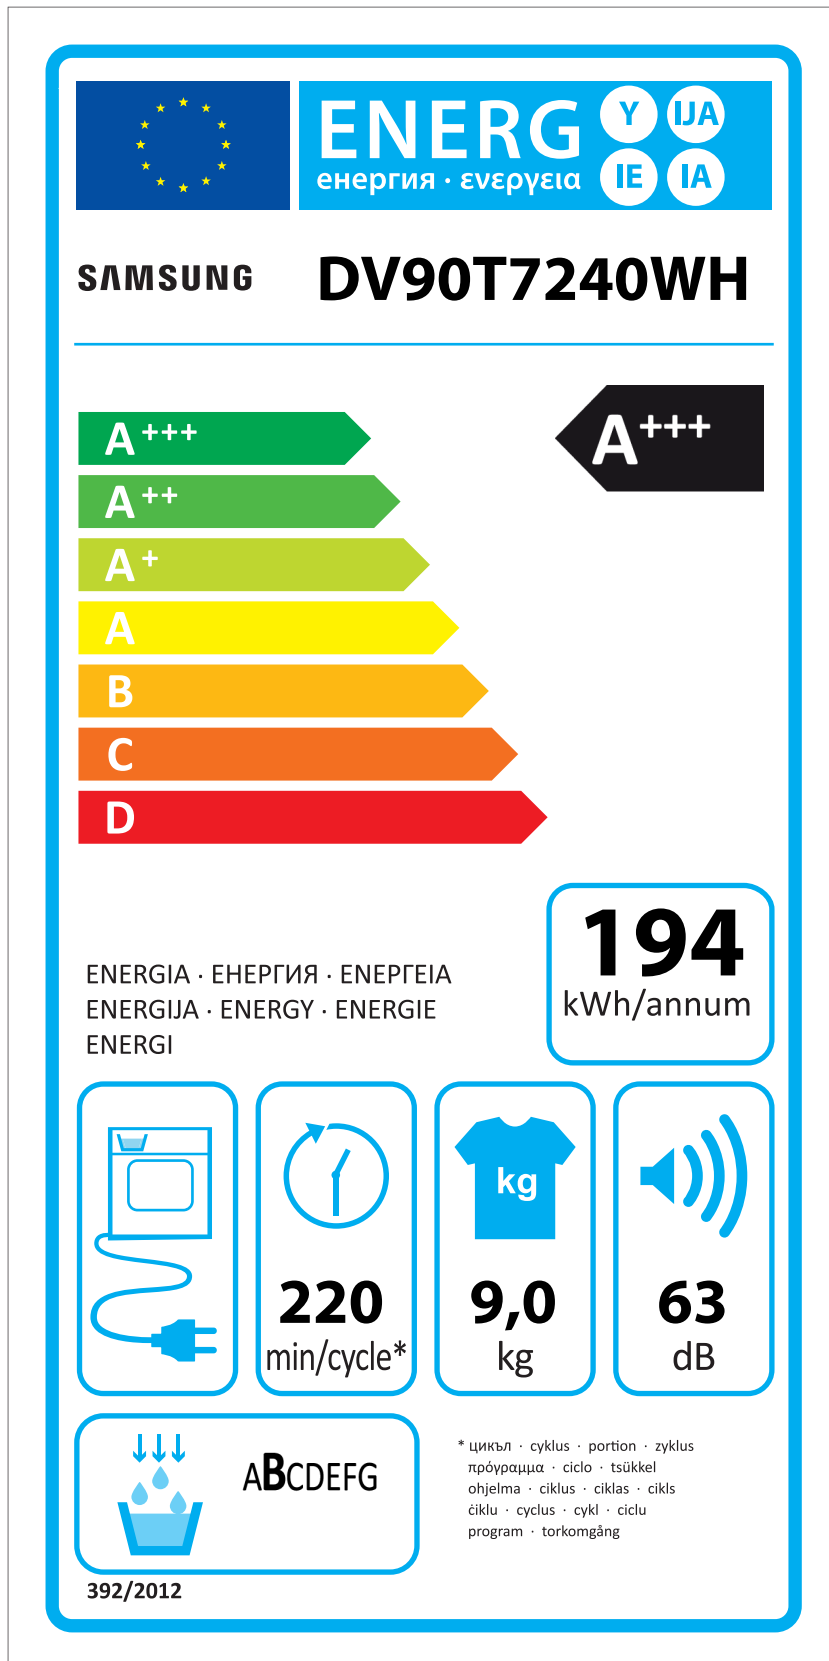 ENERG
енергия · ενεργεια
Y
IJA
IE
IA
SAMSUNG
DV90T7240WH
A+++
A+++
A++
A+
A
B
C
D
194
kWh/annum
ENERGIA · ЕНЕРГИЯ · ΕΝΕΡΓΕΙΑ
ENERGIJA · ENERGY · ENERGIE
ENERGI
kg
220
min/cycle*
9,0
kg
63
dB
ABCDEFG
* цикъл · cyklus · portion · zyklus
πρόγραμμα · ciclo · tsükkel
ohjelma · ciklus · ciklas · cikls
ċiklu · cyclus · cykl · ciclu
program · torkomgång
392/2012